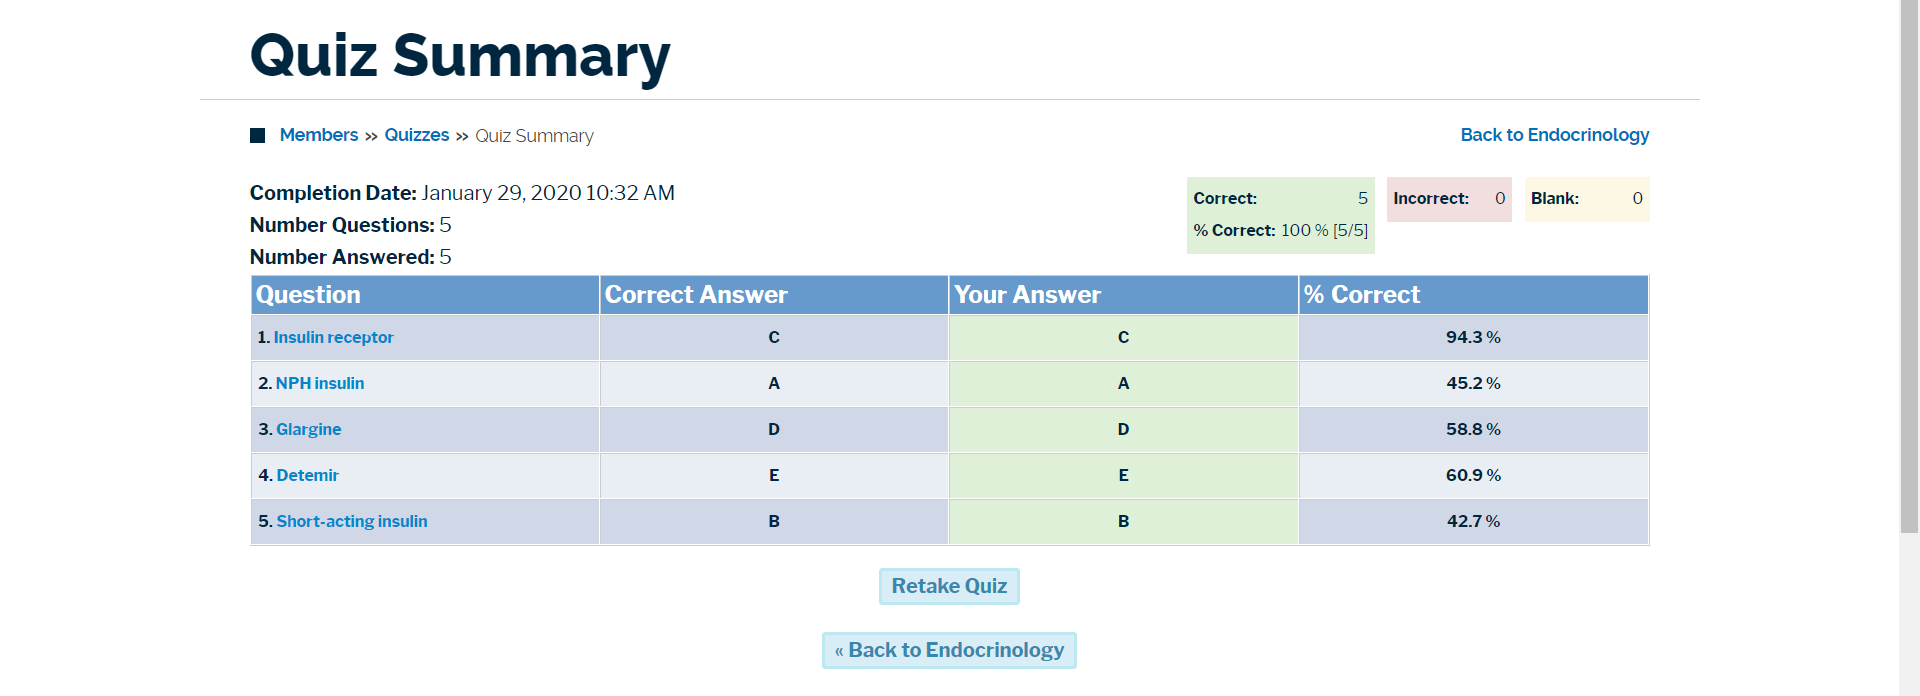 Quiz Summary
Members » Quizzes » Quiz Summary
Back to Endocrinology
Completion Date: January 29, 2020 10:32 AM
Number Questions: 5
Number Answered: 5
Correct: 5
% Correct: 100 % [5/5]
Incorrect: 0
Blank: 0
Question Correct Answer Your Answer % Correct
1. Insulin receptor C C 94.3 %
2. NPH insulin A A 45.2 %
3. Glargine D D 58.8 %
4. Detemir E E 60.9 %
5. Short-acting insulin B B 42.7 %
Retake Quiz
« Back to Endocrinology